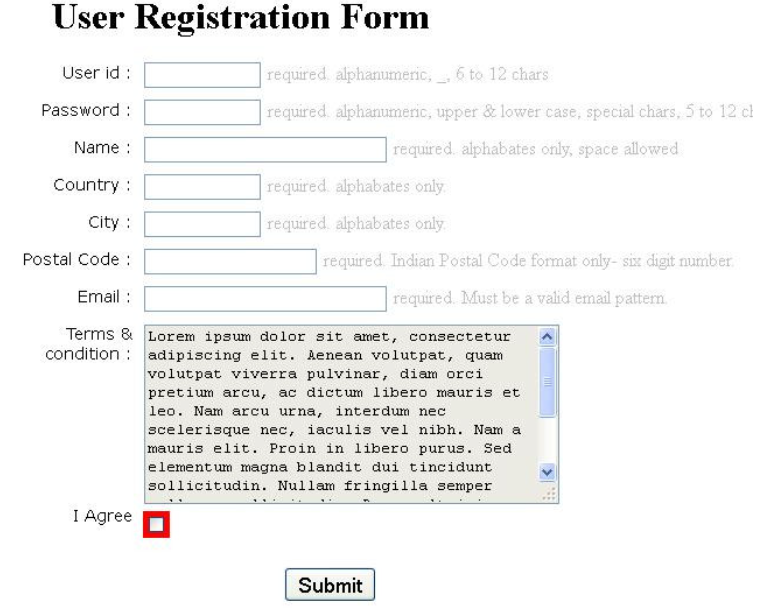 User Registration Form
User id : required. alphanumeric, _, 6 to 12 chars
Password : required. alphanumeric, upper & lower case, special chars, 5 to 12
Name : required. alphabates only, space allowed
Country : required. alphabates only.
City : required. alphabates only.
Postal Code : required. Indian Postal Code format only- six digit number.
Email : required. Must be a valid email pattern.
Terms &
condition :
Lorem ipsum dolor sit amet, consectetur
adipiscing elit. Aenean volutpat, quam
volutpat viverra pulvinar, diam orci
pretium arcu, ac dictum libero mauris et
leo. Nam arcu urna, interdum nec
scelerisque nec, iaculis vel nibh. Nam a
mauris elit. Proin in libero purus. Sed
elementum magna blandit dui tincidunt
sollicitudin. Nullam fringilla semper
I Agree
Submit